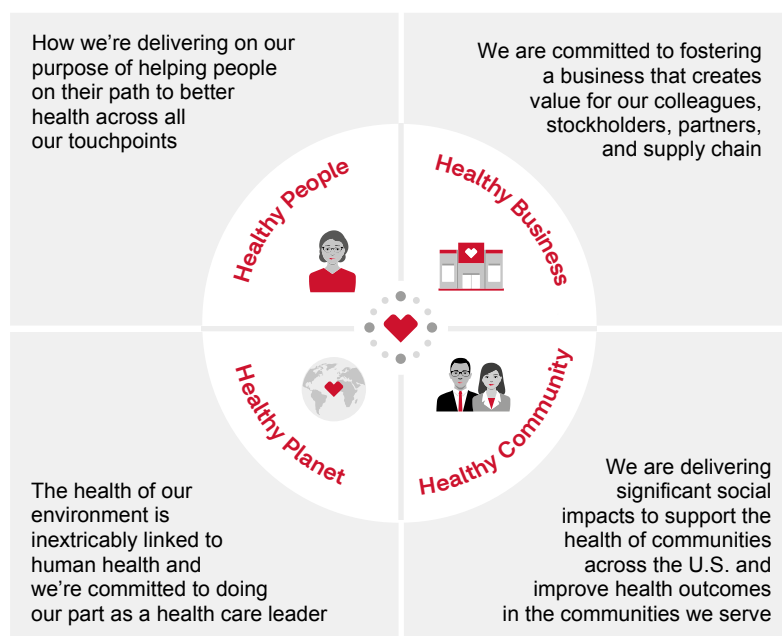 How we’re delivering on our
purpose of helping people
on their path to better
health across all
our touchpoints
We are committed to fostering
a business that creates
value for our colleagues,
stockholders, partners,
and supply chain
Healthy People
Healthy Business
Healthy Planet
Healthy Community
The health of our
environment is
inextricably linked to
human health and
we’re committed to doing
our part as a health care leader
We are delivering
significant social
impacts to support the
health of communities
across the U.S. and
improve health outcomes
in the communities we serve